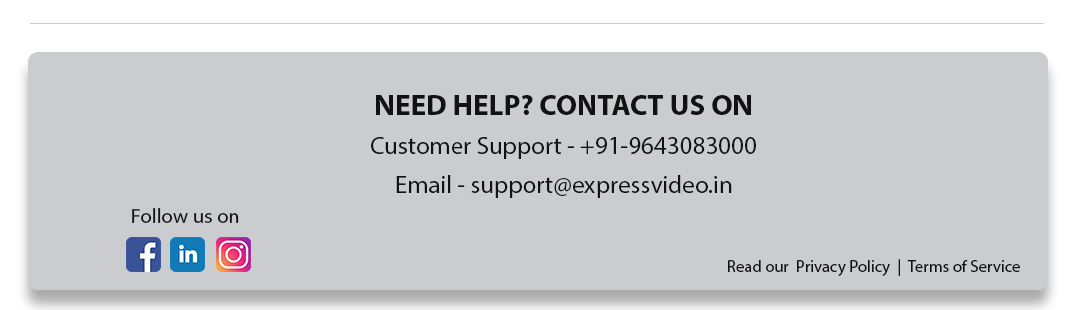 NEED HELP? CONTACT US ON
Customer Support - +91-9643083000
Email - support@expressvideo.in
Follow us on
f in
Read our Privacy Policy | Terms of Service